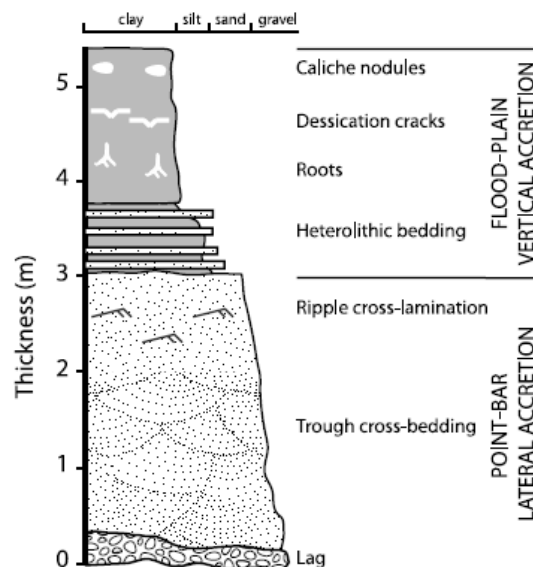 clay silt sand gravel
5
4
3
2
1
0
Thickness (m)
Caliche nodules
Dessication cracks
Roots
Heterolithic bedding
Ripple cross-lamination
Trough cross-bedding
Lag
FLOOD-PLAIN
VERTICAL ACCRETION
POINT-BAR
LATERAL ACCRETION